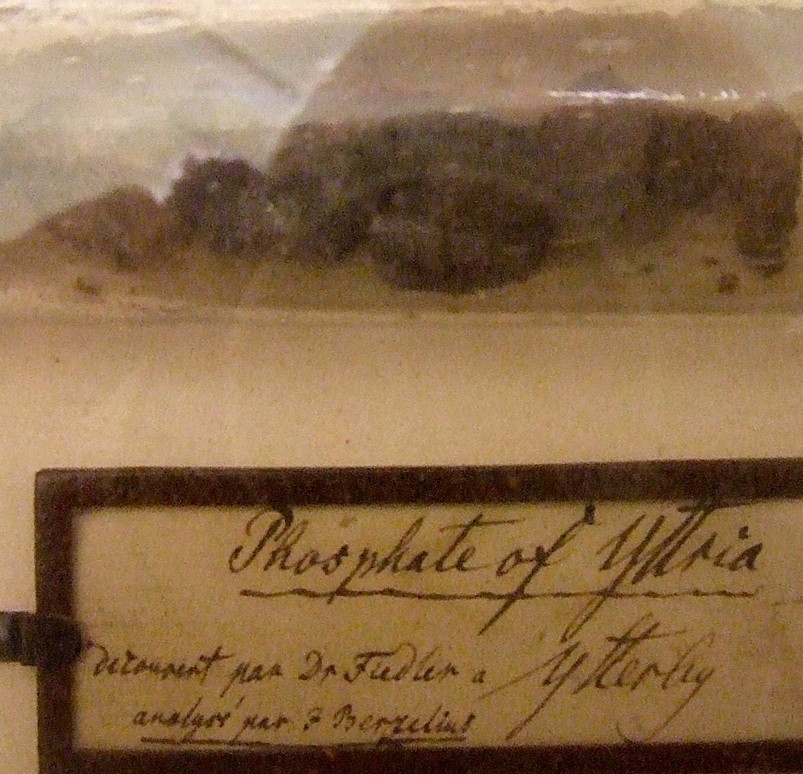 Phosphate of Yttria
découvert par Dr Fiedler a Ytterby
analysé par J Berzelius